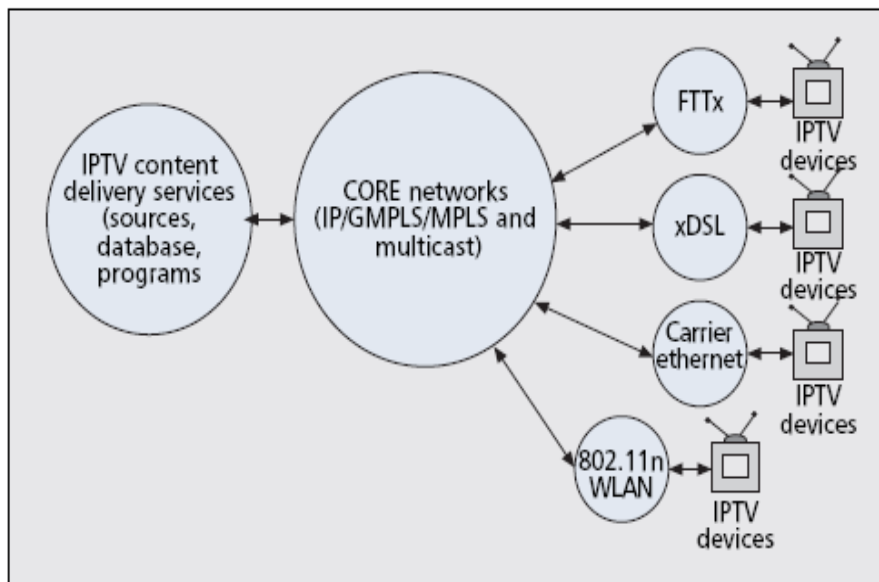 IPTV content
delivery services
(sources,
database,
programs
CORE networks
(IP/GMPLS/MPLS and
multicast)
FTTx
IPTV
devices
xDSL
IPTV
devices
Carrier
ethernet
IPTV
devices
802.11n
WLAN
IPTV
devices